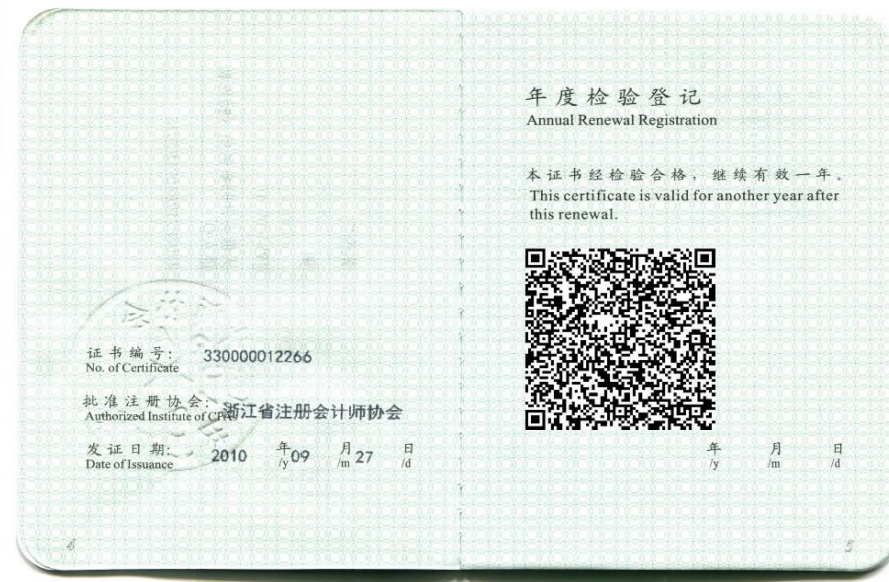 证书编号: 330000012266
No. of Certificate
批准注册协会: 浙江省注册会计师协会
Authorized Institute of
发证日期: 2010 年 09 月 27 日
Date of Issuance /y /m /d
年度检验登记
Annual Renewal Registration
本证书经检验合格，继续有效一年。
This certificate is valid for another year after
this renewal.
年 月 日
/y /m /d